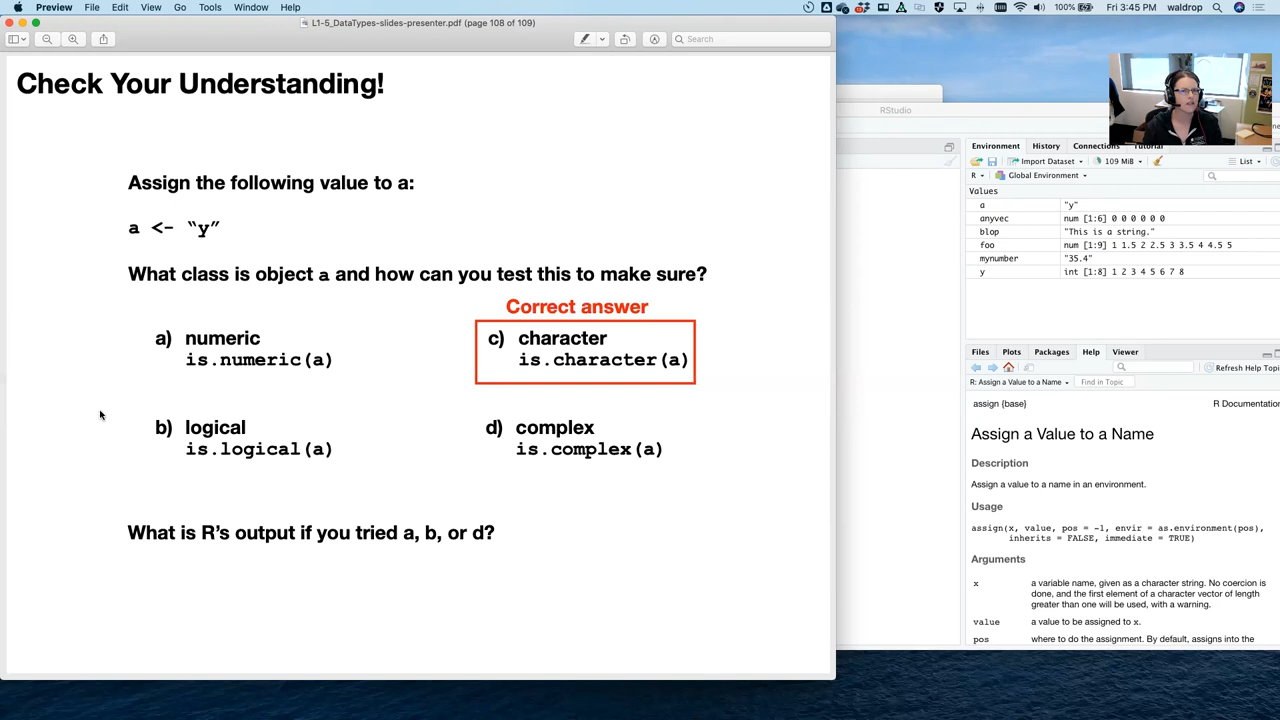 Preview File Edit View Go Tools Window Help
100% Fri 3:45 PM waldrop
L1-5_DataTypes-slides-presenter.pdf (page 108 of 109)
Search
Check Your Understanding!
Assign the following value to a:
a <- “y”
What class is object a and how can you test this to make sure?
Correct answer
a) numeric
is.numeric(a)
c) character
is.character(a)
b) logical
is.logical(a)
d) complex
is.complex(a)
What is R’s output if you tried a, b, or d?
RStudio
Environment History Connections Tutorial
Import Dataset 109 MiB List
R Global Environment
Values
a "y"
anyvec num [1:6] 0 0 0 0 0 0
blop "This is a string."
foo num [1:9] 1 1.5 2 2.5 3 3.5 4 4.5 5
mynumber "35.4"
y int [1:8] 1 2 3 4 5 6 7 8
Files Plots Packages Help Viewer
Refresh Help Topic
R: Assign a Value to a Name Find in Topic
assign {base} R Documentation
Assign a Value to a Name
Description
Assign a value to a name in an environment.
Usage
assign(x, value, pos = -1, envir = as.environment(pos),
inherits = FALSE, immediate = TRUE)
Arguments
x a variable name, given as a character string. No coercion is
done, and the first element of a character vector of length
greater than one will be used, with a warning.
value a value to be assigned to x.
pos where to do the assignment. By default, assigns into the